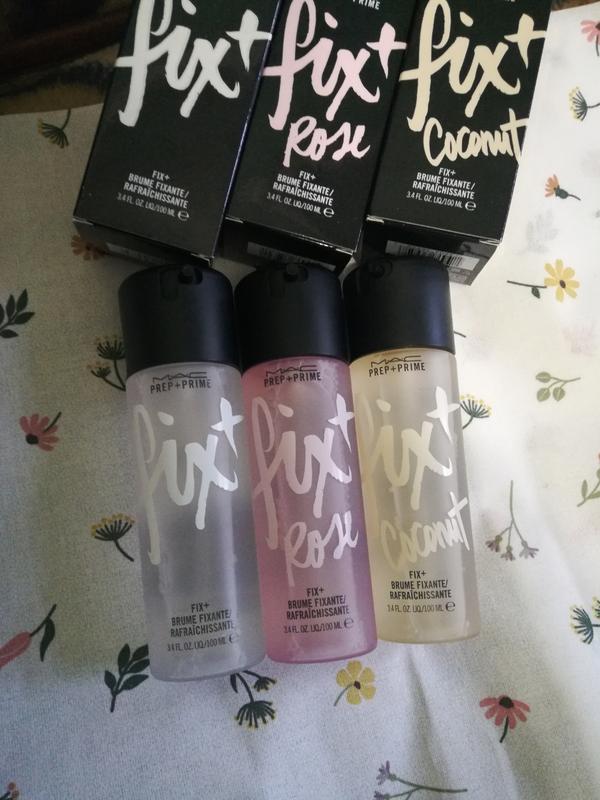 fix+
FIX+
BRUME FIXANTE/
RAFRAÎCHISSANTE
3.4 FL. OZ. LIQ/100 ML e
+PRIME
fix+
Rose
FIX+
BRUME FIXANTE/
RAFRAÎCHISSANTE
3.4 FL. OZ. LIQ/100 ML e
fix+
Coconut
FIX+
BRUME FIXANTE/
RAFRAÎCHISSANTE
3.4 FL. OZ. LIQ/100 ML e
MAC
PREP+PRIME
fix+
FIX+
BRUME FIXANTE/
RAFRAÎCHISSANTE
3.4 FL. OZ. LIQ/100 ML e
MAC
PREP+PRIME
fix+
Rose
FIX+
BRUME FIXANTE/
RAFRAÎCHISSANTE
3.4 FL. OZ. LIQ/100 ML e
MAC
PREP+PRIME
fix+
Coconut
FIX+
BRUME FIXANTE/
RAFRAÎCHISSANTE
3.4 FL. OZ. LIQ/100 ML e